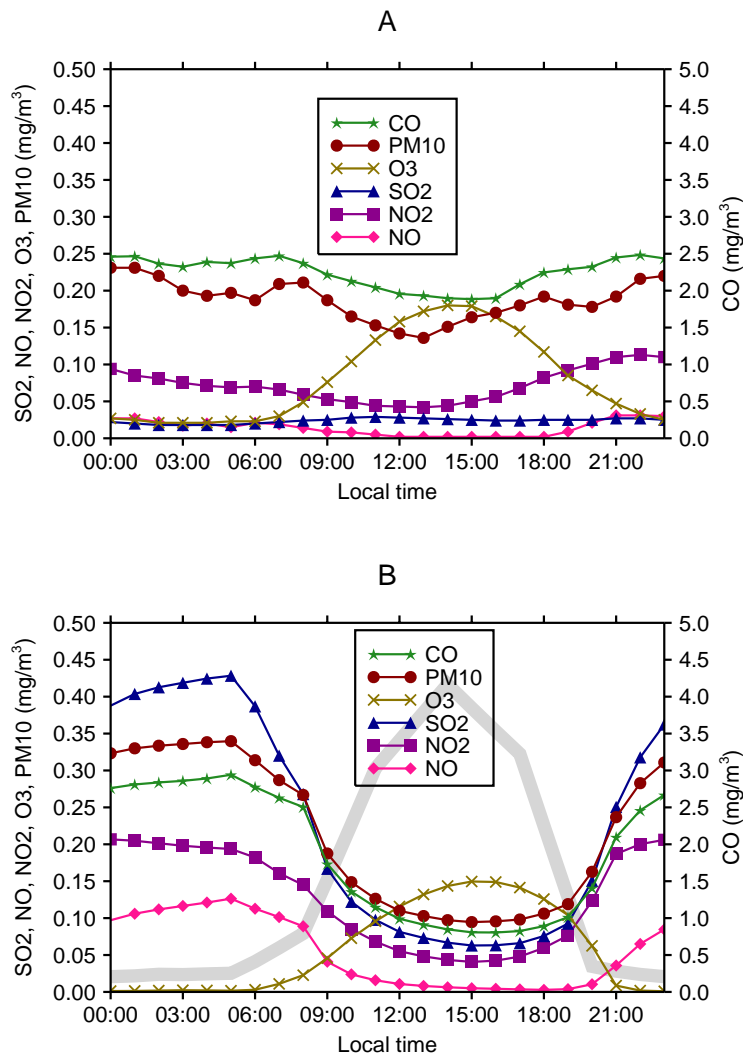 A
0.50
0.45
0.40
0.35
0.30
0.25
0.20
0.15
0.10
0.05
0.00
SO2, NO, NO2, O3, PM10 (mg/m³)
CO
PM10
O3
SO2
NO2
NO
5.0
4.5
4.0
3.5
3.0
2.5
2.0
1.5
1.0
0.5
0.0
CO (mg/m³)
00:00 03:00 06:00 09:00 12:00 15:00 18:00 21:00
Local time
B
0.50
0.45
0.40
0.35
0.30
0.25
0.20
0.15
0.10
0.05
0.00
SO2, NO, NO2, O3, PM10 (mg/m³)
CO
PM10
O3
SO2
NO2
NO
5.0
4.5
4.0
3.5
3.0
2.5
2.0
1.5
1.0
0.5
0.0
CO (mg/m³)
00:00 03:00 06:00 09:00 12:00 15:00 18:00 21:00
Local time